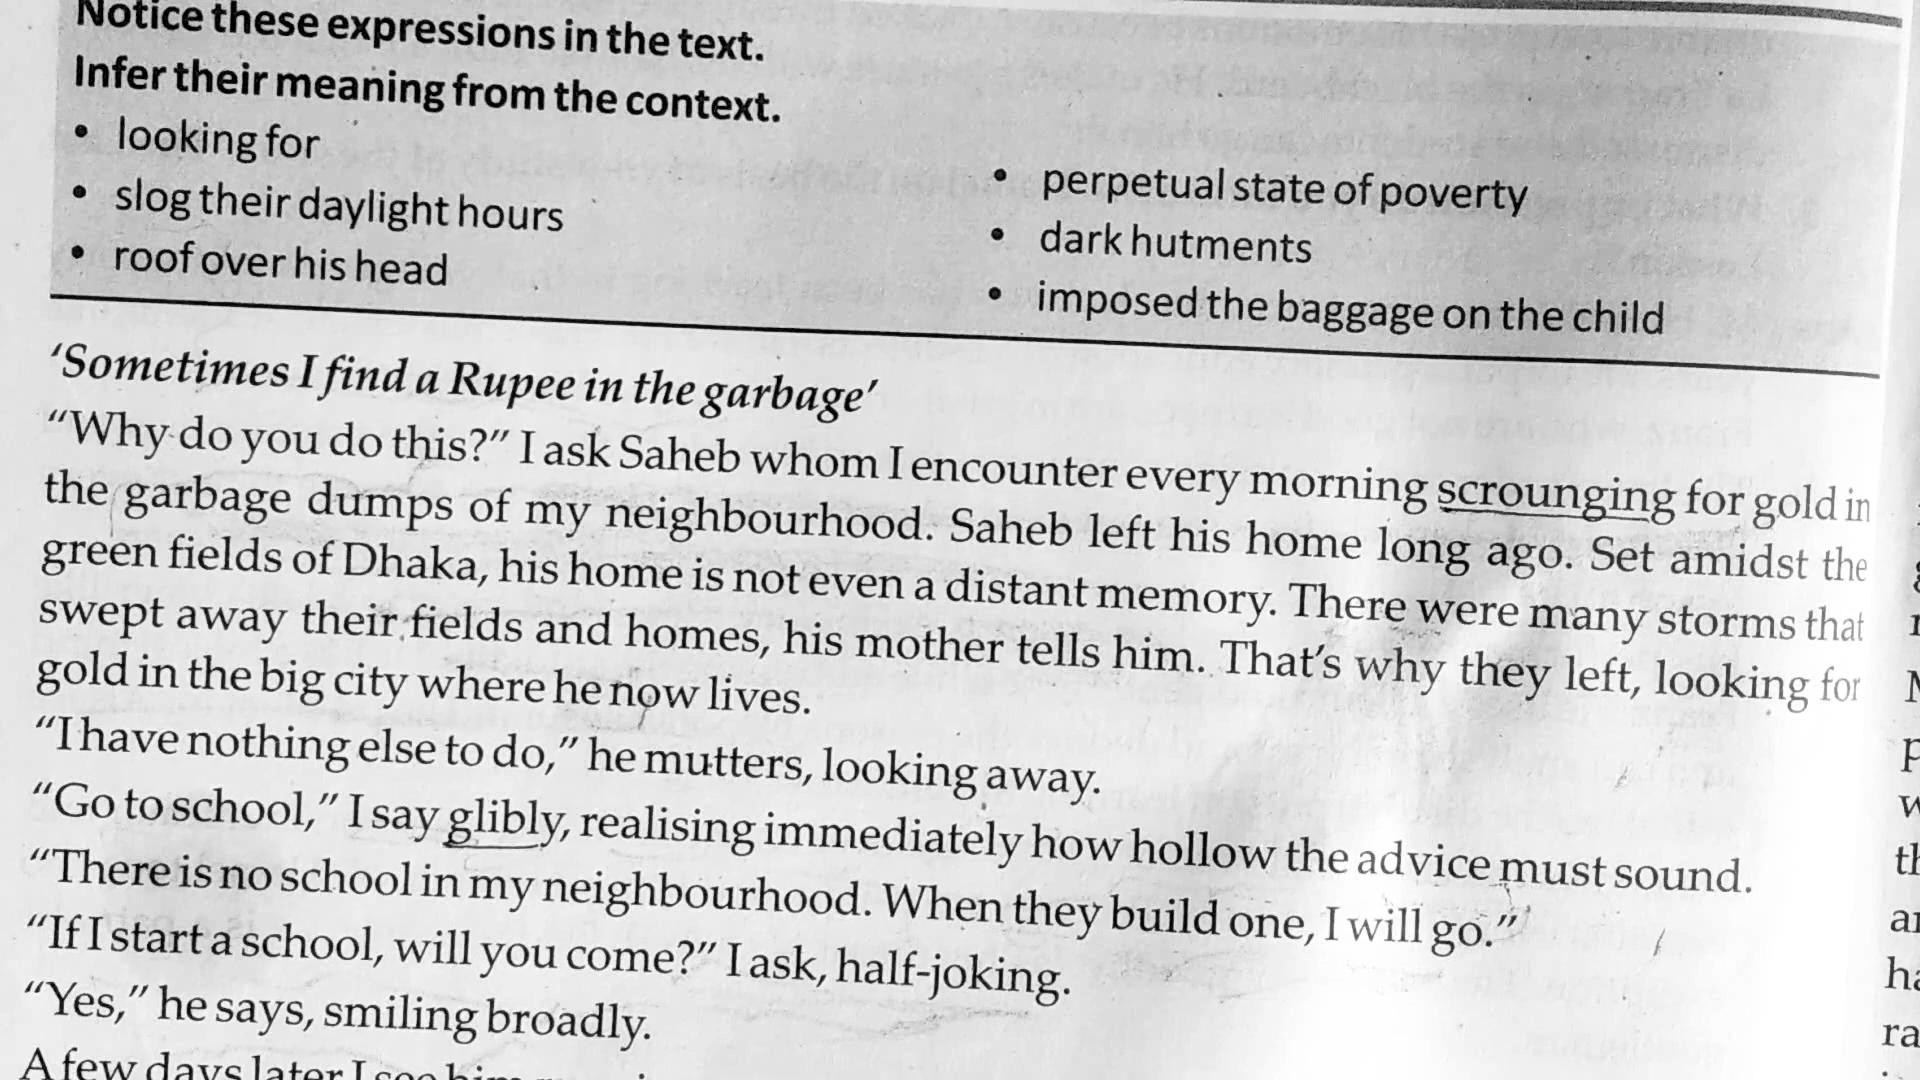 Notice these expressions in the text.
Infer their meaning from the context.
• looking for
• slog their daylight hours
• roof over his head
• perpetual state of poverty
• dark hutments
• imposed the baggage on the child
'Sometimes I find a Rupee in the garbage'
"Why do you do this?" I ask Saheb whom I encounter every morning scrounging for gold in
the garbage dumps of my neighbourhood. Saheb left his home long ago. Set amidst the
green fields of Dhaka, his home is not even a distant memory. There were many storms that
swept away their fields and homes, his mother tells him. That's why they left, looking for
gold in the big city where he now lives.
"I have nothing else to do," he mutters, looking away.
"Go to school," I say glibly, realising immediately how hollow the advice must sound.
"There is no school in my neighbourhood. When they build one, I will go."
"If I start a school, will you come?" I ask, half-joking.
"Yes," he says, smiling broadly.
A few days later I see him